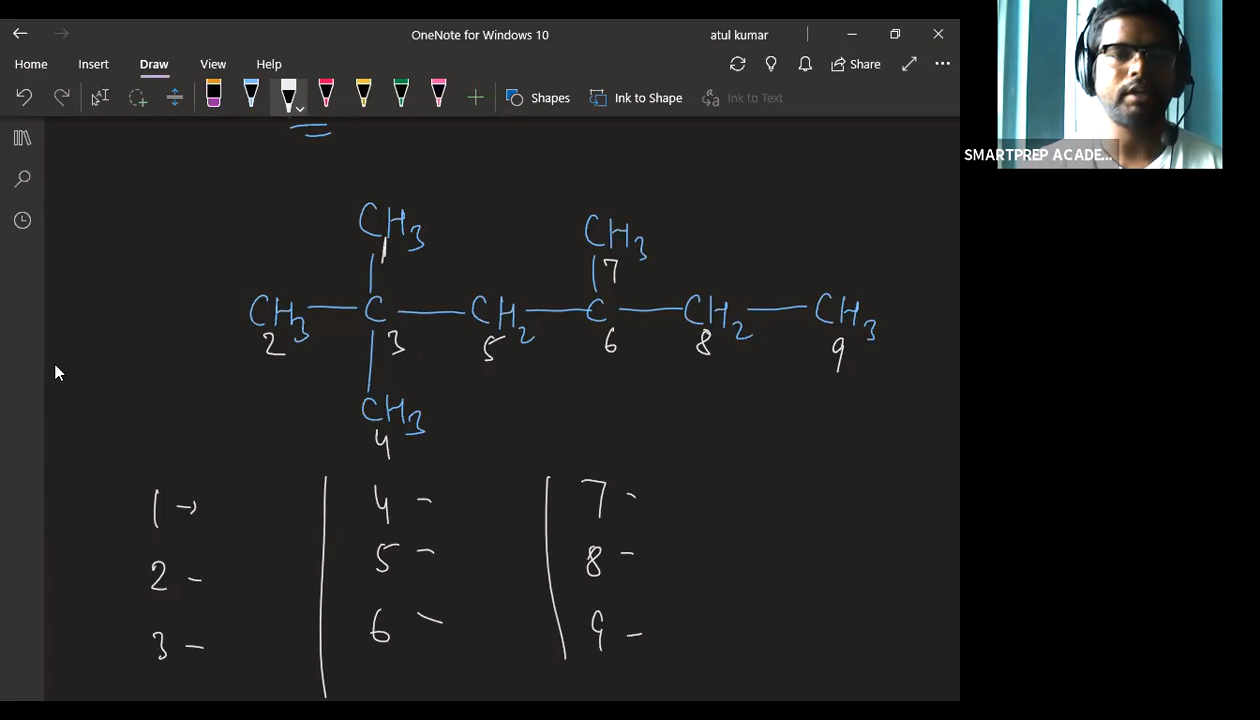 OneNote for Windows 10
atul kumar
Home Insert Draw View Help
Share
Shapes Ink to Shape Ink to Text
SMARTPREP ACADE...
CH3 CH3
1 7
CH3 — C — CH2 — C — CH2 — CH3
2 3 5 6 8 9
CH3
4
1 → 4 – 7 –
2 – 5 – 8 –
3 – 6 – 9 –